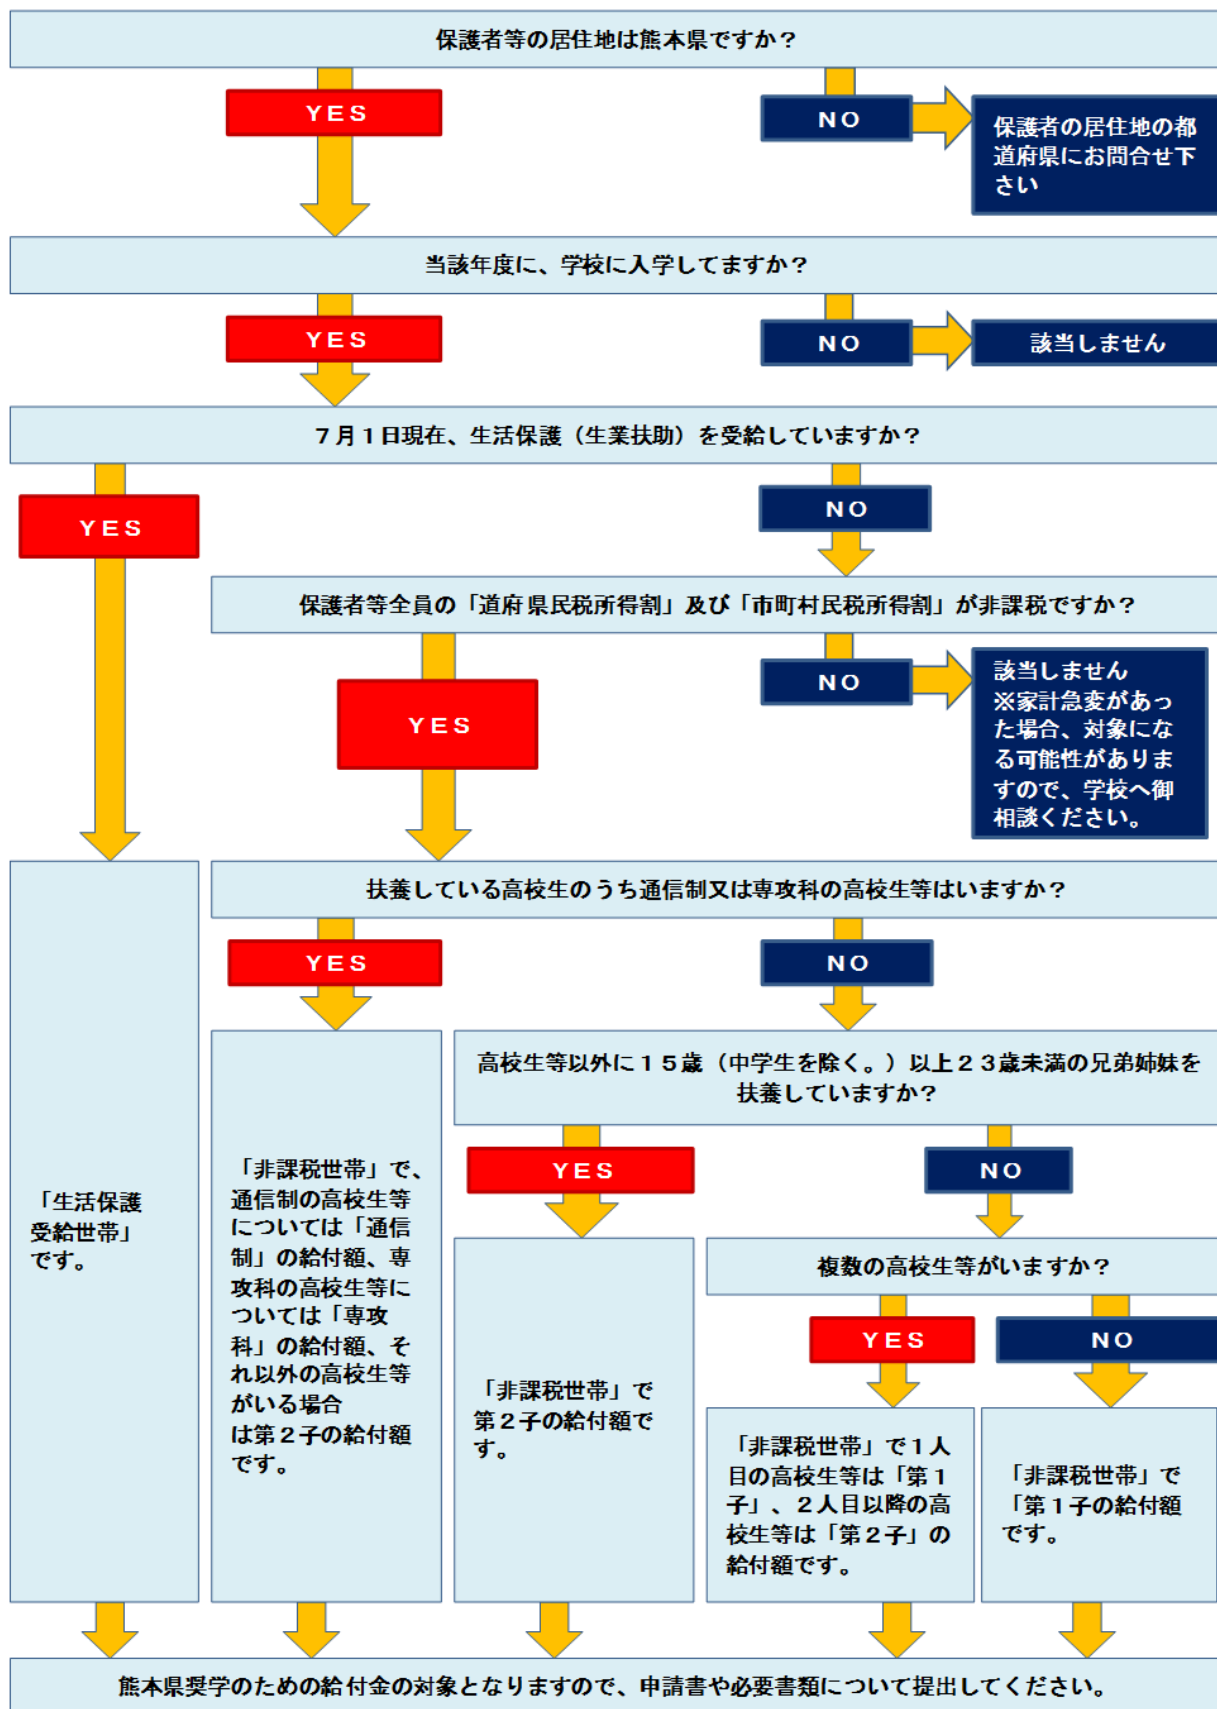 保護者等の居住地は熊本県ですか？
YES
NO
保護者の居住地の都
道府県にお問合せ下
さい
当該年度に、学校に入学してますか？
YES
NO
該当しません
７月１日現在、生活保護（生業扶助）を受給していますか？
YES
NO
保護者等全員の「道府県民税所得割」及び「市町村民税所得割」が非課税ですか？
YES
NO
該当しません
※家計急変があっ
た場合、対象にな
る可能性がありま
すので、学校へ御
相談ください。
扶養している高校生のうち通信制又は専攻科の高校生等はいますか？
YES
NO
高校生等以外に１５歳（中学生を除く。）以上２３歳未満の兄弟姉妹を
扶養していますか？
YES
NO
「生活保護
受給世帯」
です。
「非課税世帯」で、
通信制の高校生等
については「通信
制」の給付額、専
攻科の高校生等に
ついては「専攻
科」の給付額、そ
れ以外の高校生等
がいる場合
は第２子の給付額
です。
「非課税世帯」で
第２子の給付額で
す。
複数の高校生等がいますか？
YES
NO
「非課税世帯」で１人
目の高校生等は「第１
子」、２人目以降の高
校生等は「第２子」の
給付額です。
「非課税世帯」で
「第１子の給付額
です。
熊本県奨学のための給付金の対象となりますので、申請書や必要書類について提出してください。